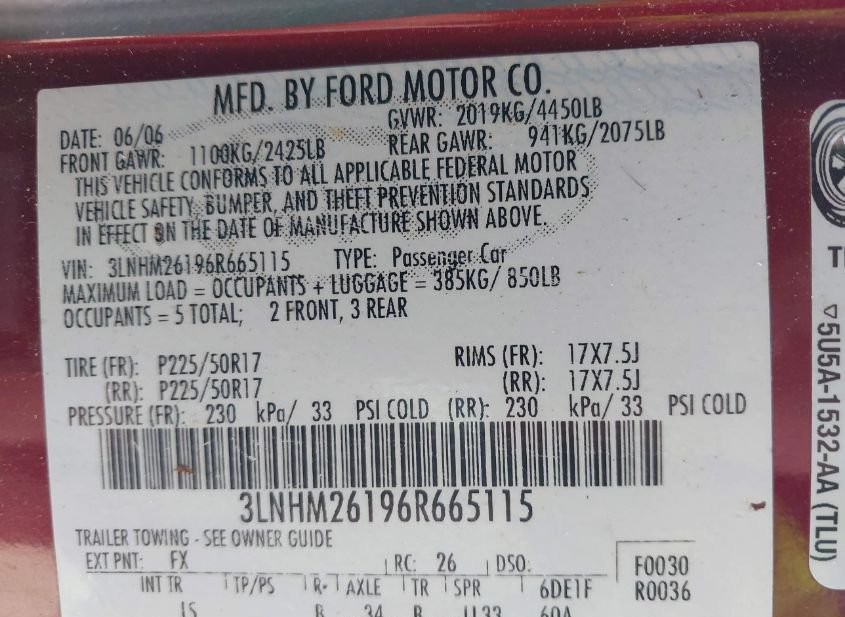 MFD. BY FORD MOTOR CO.
DATE: 06/06 GVWR: 2019KG/4450LB
FRONT GAWR: 1100KG/2425LB REAR GAWR: 941KG/2075LB
THIS VEHICLE CONFORMS TO ALL APPLICABLE FEDERAL MOTOR
VEHICLE SAFETY, BUMPER, AND THEFT PREVENTION STANDARDS
IN EFFECT ON THE DATE OF MANUFACTURE SHOWN ABOVE.
VIN: 3LNHM26196R665115 TYPE: Passenger Car
MAXIMUM LOAD = OCCUPANTS + LUGGAGE = 385KG/ 850LB
OCCUPANTS = 5 TOTAL; 2 FRONT, 3 REAR
TIRE (FR): P225/50R17 RIMS (FR): 17X7.5J
(RR): P225/50R17 (RR): 17X7.5J
PRESSURE (FR): 230 kPa/ 33 PSI COLD (RR): 230 kPa/ 33 PSI COLD
3LNHM26196R665115
TRAILER TOWING - SEE OWNER GUIDE
EXT PNT: FX RC: 26 DSO: F0030
INT TR TP/PS R- AXLE TR SPR 6DE1F R0036
34
5U5A-1532-AA (TLU)